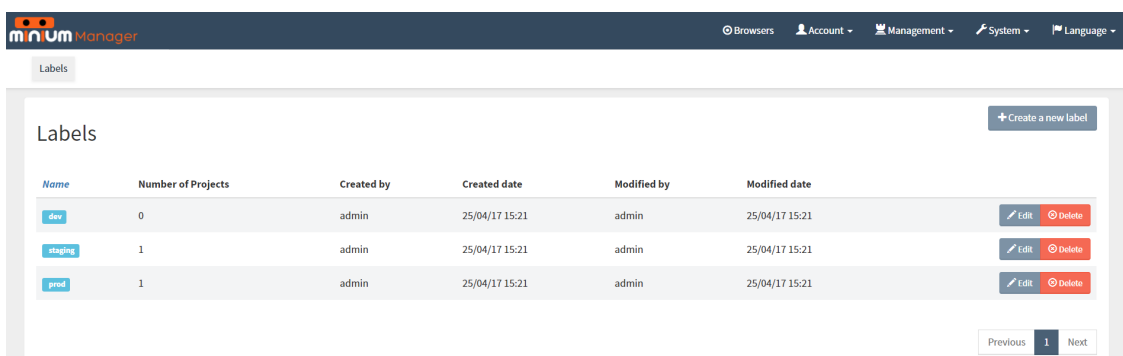 minium Manager Browsers Account Management System Language
Labels
Create a new label
Labels
Name Number of Projects Created by Created date Modified by Modified date
dev 0 admin 25/04/17 15:21 admin 25/04/17 15:21 Edit Delete
staging 1 admin 25/04/17 15:21 admin 25/04/17 15:21 Edit Delete
prod 1 admin 25/04/17 15:21 admin 25/04/17 15:21 Edit Delete
Previous 1 Next